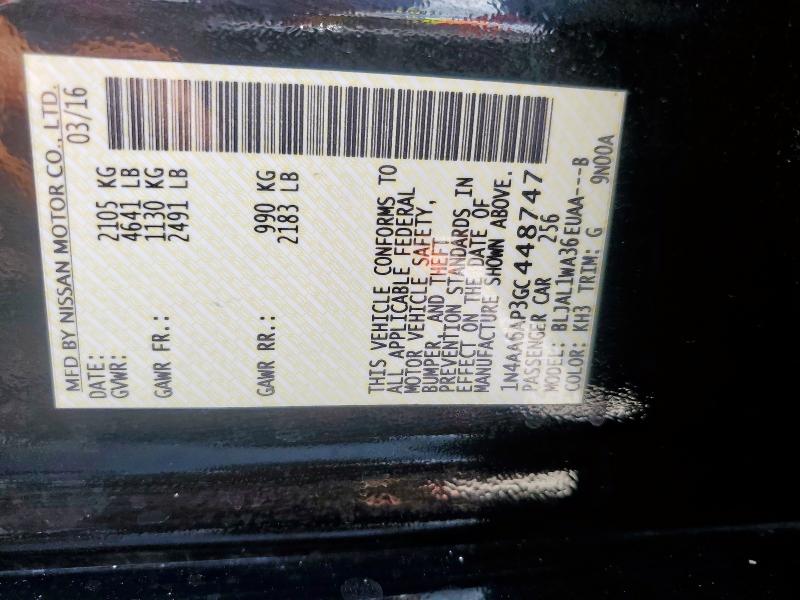 MFD BY NISSAN MOTOR CO., LTD.
DATE: 03/16
GVWR: 2105 KG
4641 LB
GAWR FR.: 1130 KG
2491 LB
GAWR RR.: 990 KG
2183 LB
THIS VEHICLE CONFORMS TO
ALL APPLICABLE FEDERAL
MOTOR VEHICLE SAFETY,
BUMPER, AND THEFT
PREVENTION STANDARDS IN
EFFECT ON THE DATE OF
MANUFACTURE SHOWN ABOVE.
1N4AA6AP3GC448747
PASSENGER CAR 256
MODEL: BLJALLWA36EUAA---B
COLOR: KH3 TRIM: G 9N00A